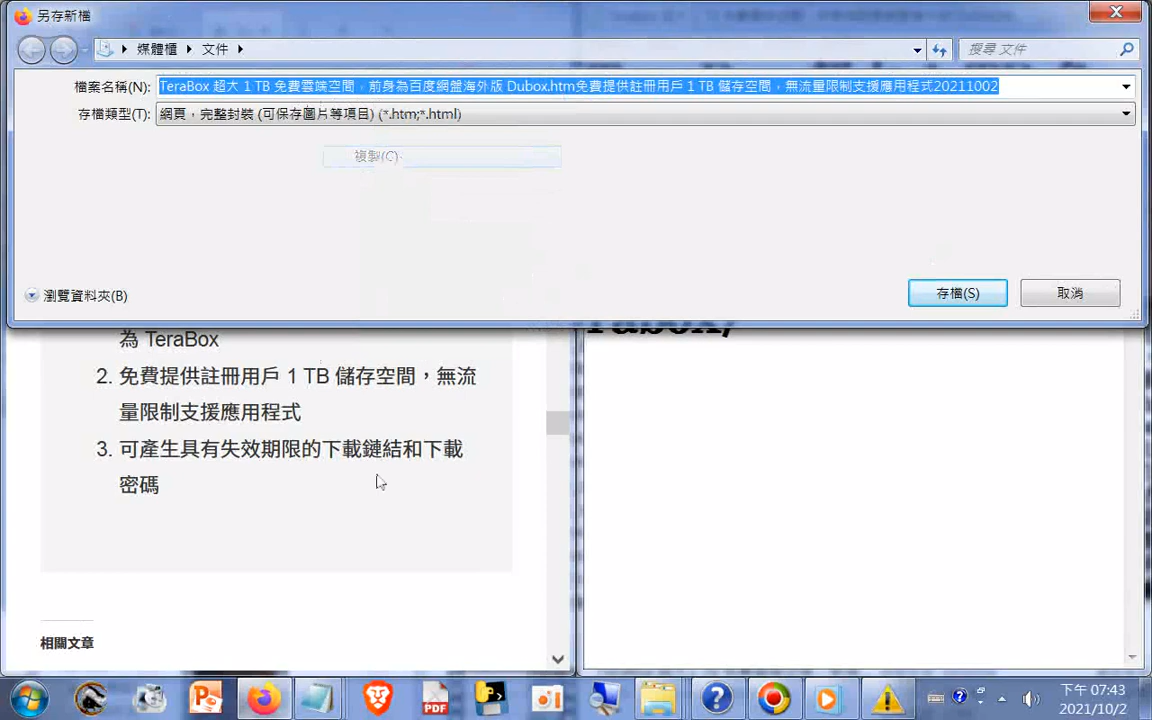 另存新檔
媒體櫃 文件
搜尋 文件
檔案名稱(N): TeraBox 超大 1 TB 免費雲端空間，前身為百度網盤海外版 Dubox.htm免費提供註冊用戶 1 TB 儲存空間，無流量限制支援應用程式20211002
存檔類型(T): 網頁，完整封裝 (可保存圖片等項目) (*.htm;*.html)
複製(C)
瀏覽資料夾(B)
存檔(S)
取消
為 TeraBox
2. 免費提供註冊用戶 1 TB 儲存空間，無流
量限制支援應用程式
3. 可產生具有失效期限的下載鏈結和下載
密碼
相關文章
PDF
下午 07:43
2021/10/2